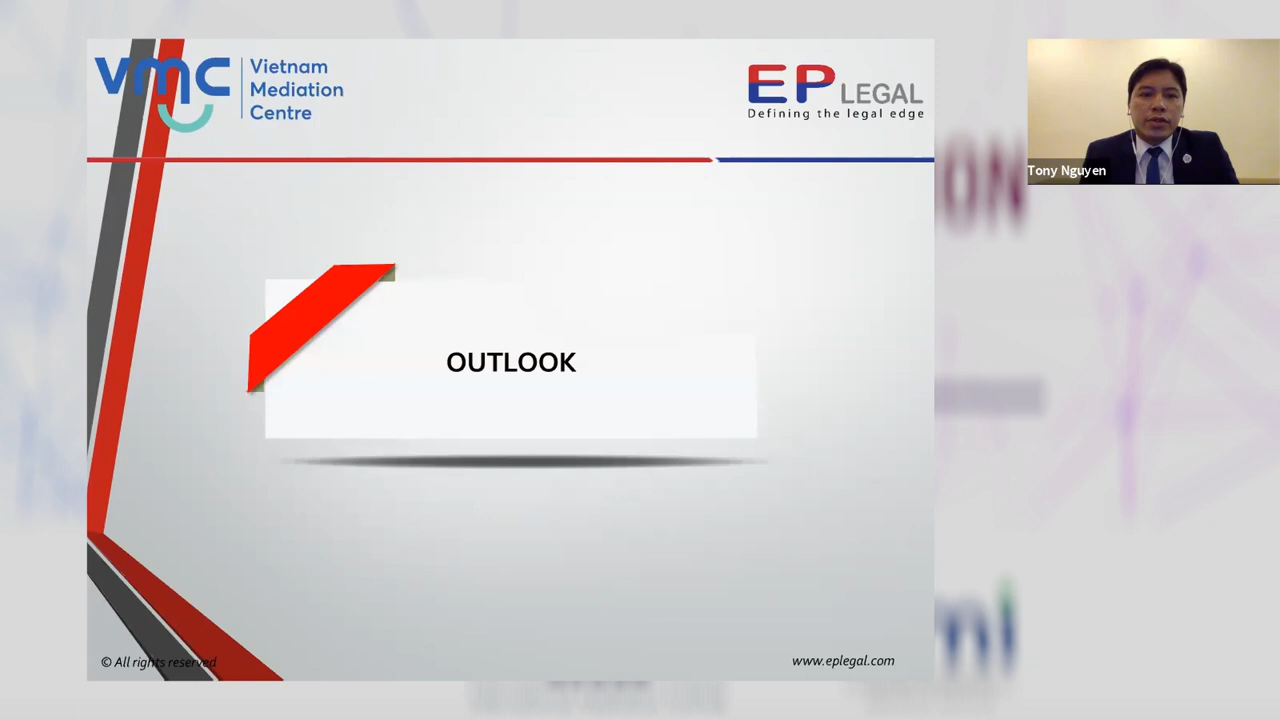 vmc
Vietnam
Mediation
Centre
EP LEGAL
Defining the legal edge
Tony Nguyen
ON
OUTLOOK
© All rights reserved
www.eplegal.com